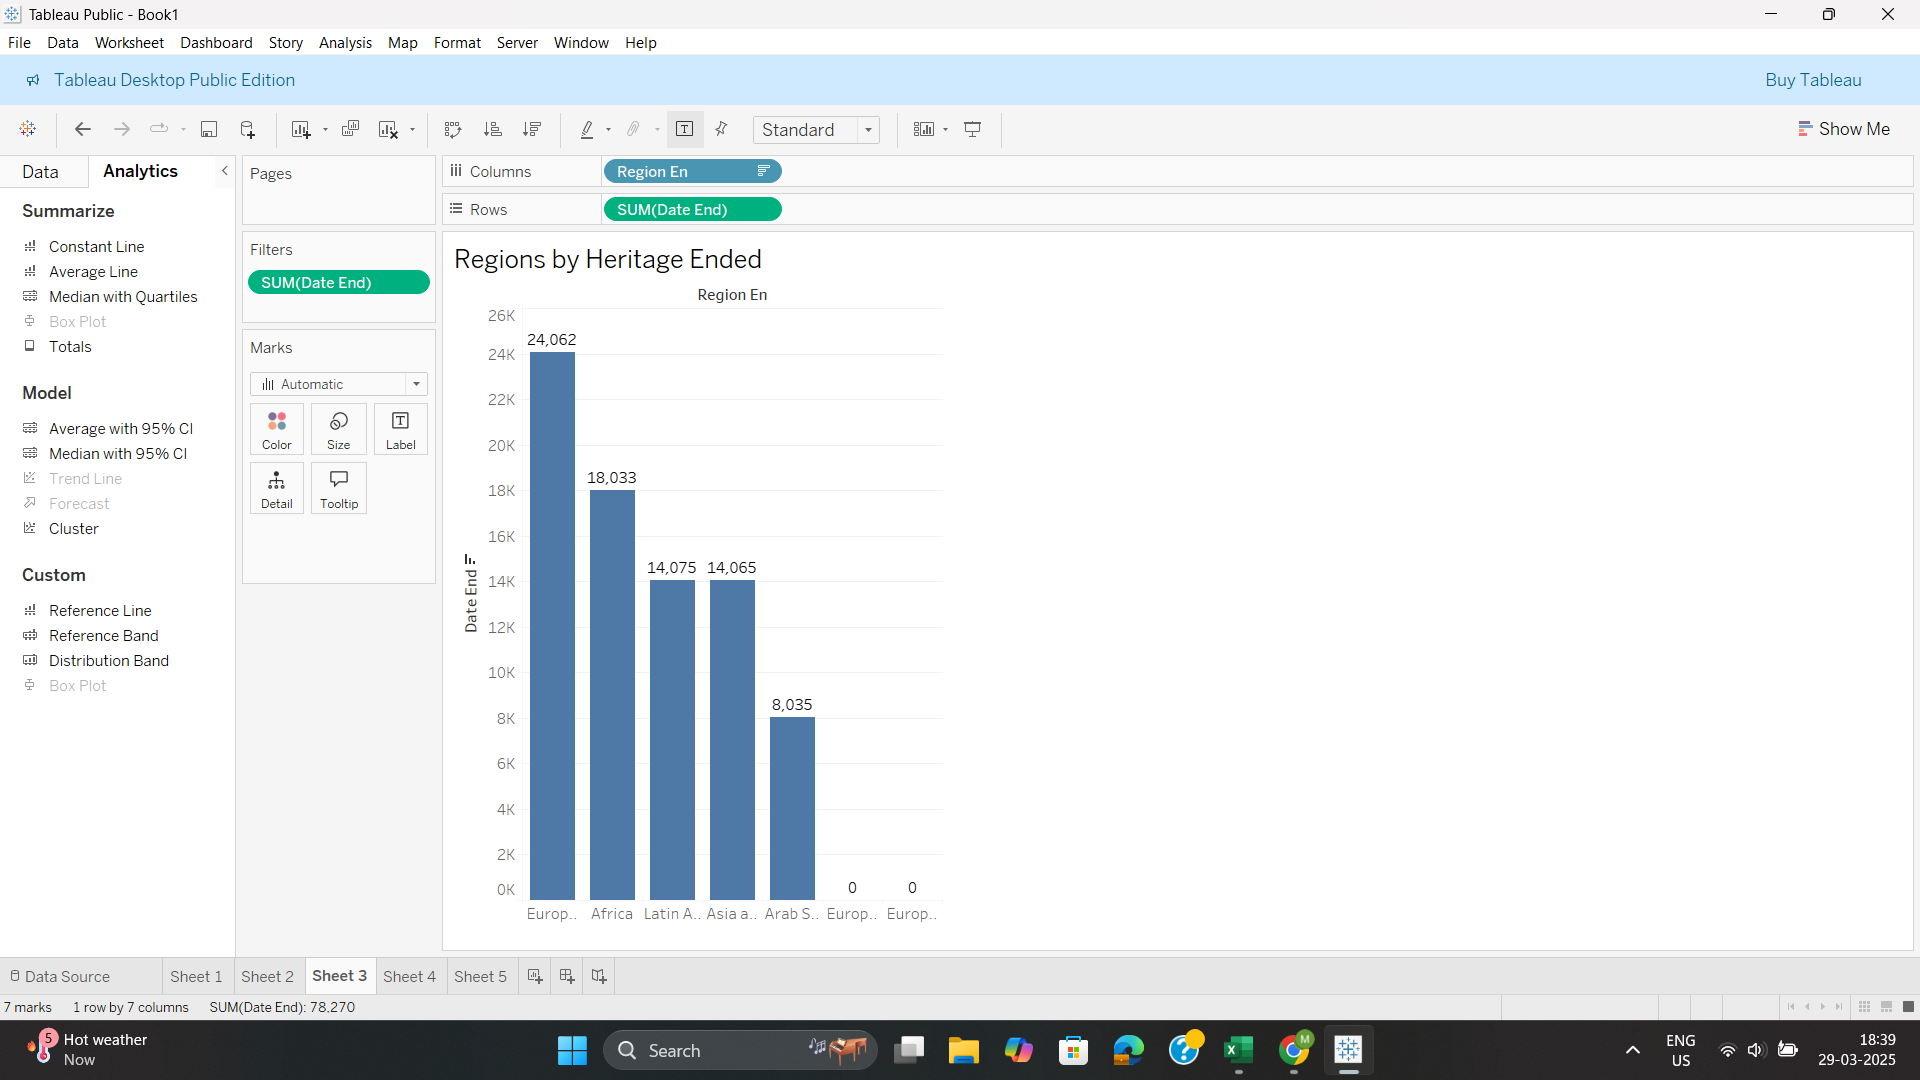 Tableau Public - Book1
File Data Worksheet Dashboard Story Analysis Map Format Server Window Help
Tableau Desktop Public Edition
Buy Tableau
Standard
Show Me
Data
Analytics
Summarize
Constant Line
Average Line
Median with Quartiles
Box Plot
Totals
Model
Average with 95% CI
Median with 95% CI
Trend Line
Forecast
Cluster
Custom
Reference Line
Reference Band
Distribution Band
Box Plot
Pages
Filters
SUM(Date End)
Marks
Automatic
Color Size Label
Detail Tooltip
Columns
Region En
Rows
SUM(Date End)
Regions by Heritage Ended
Region En
26K
24K
22K
20K
18K
16K
14K
12K
10K
8K
6K
4K
2K
0K
Date End
24,062
18,033
14,075
14,065
8,035
0
0
Europ.. Africa Latin A.. Asia a.. Arab S.. Europ.. Europ..
Data Source Sheet 1 Sheet 2 Sheet 3 Sheet 4 Sheet 5
7 marks 1 row by 7 columns SUM(Date End): 78,270
5
Hot weather
Now
Search
M
ENG
US
18:39
29-03-2025